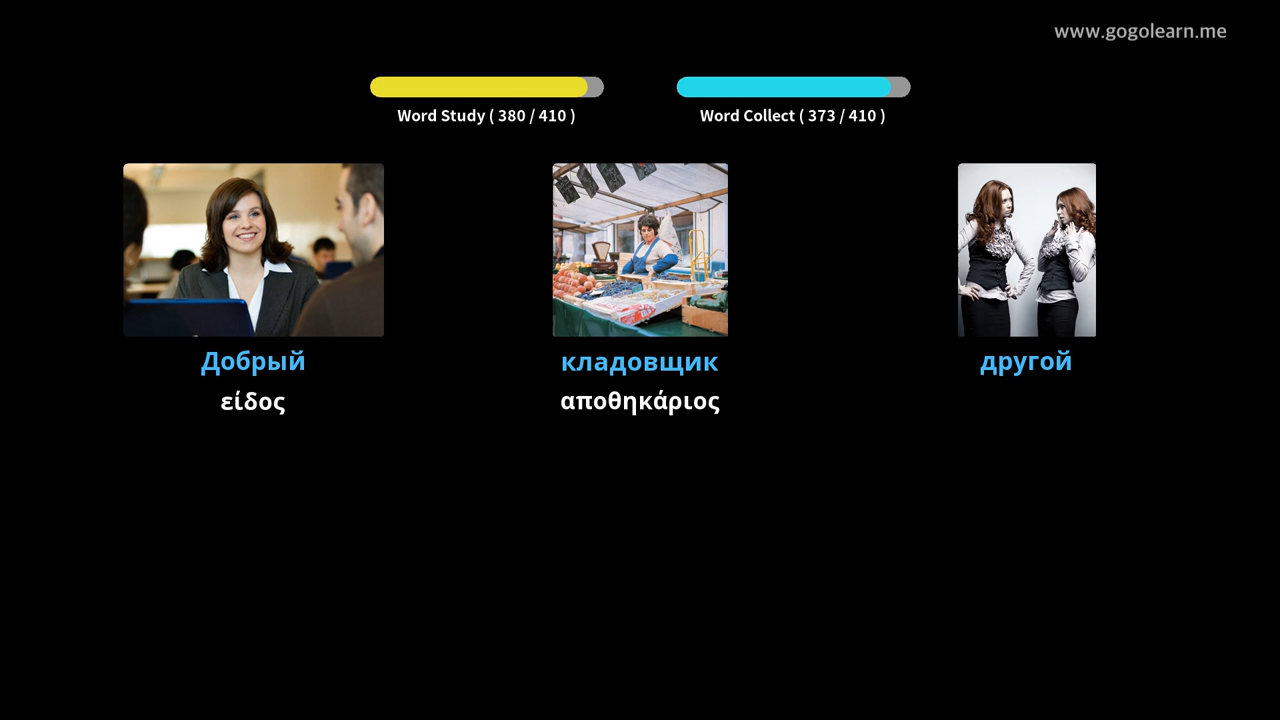 www.gogolearn.me
Word Study ( 380 / 410 )
Word Collect ( 373 / 410 )
Добрый
είδος
кладовщик
αποθηκάριος
другой